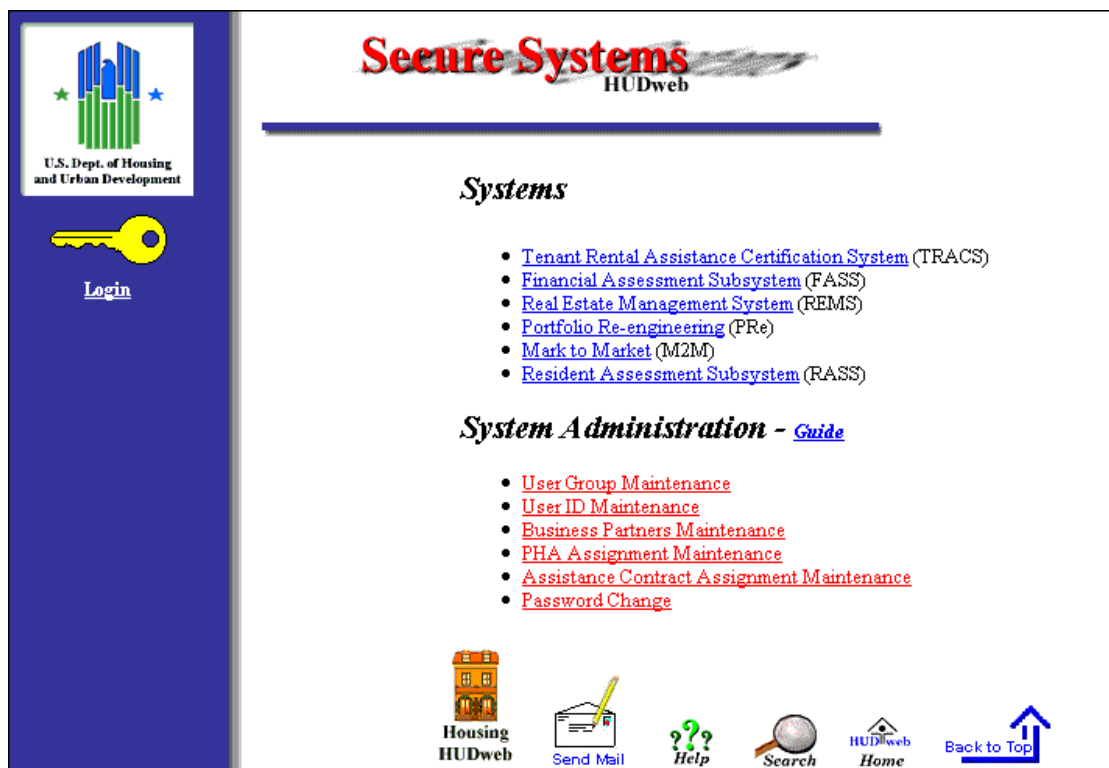 U.S. Dept. of Housing
and Urban Development
Login
Secure Systems
HUDweb
Systems
Tenant Rental Assistance Certification System (TRACS)
Financial Assessment Subsystem (FASS)
Real Estate Management System (REMS)
Portfolio Re-engineering (PRe)
Mark to Market (M2M)
Resident Assessment Subsystem (RASS)
System Administration - Guide
User Group Maintenance
User ID Maintenance
Business Partners Maintenance
PHA Assignment Maintenance
Assistance Contract Assignment Maintenance
Password Change
Housing
HUDweb
Send Mail
???
Help
Search
HUDweb
Home
Back to Top